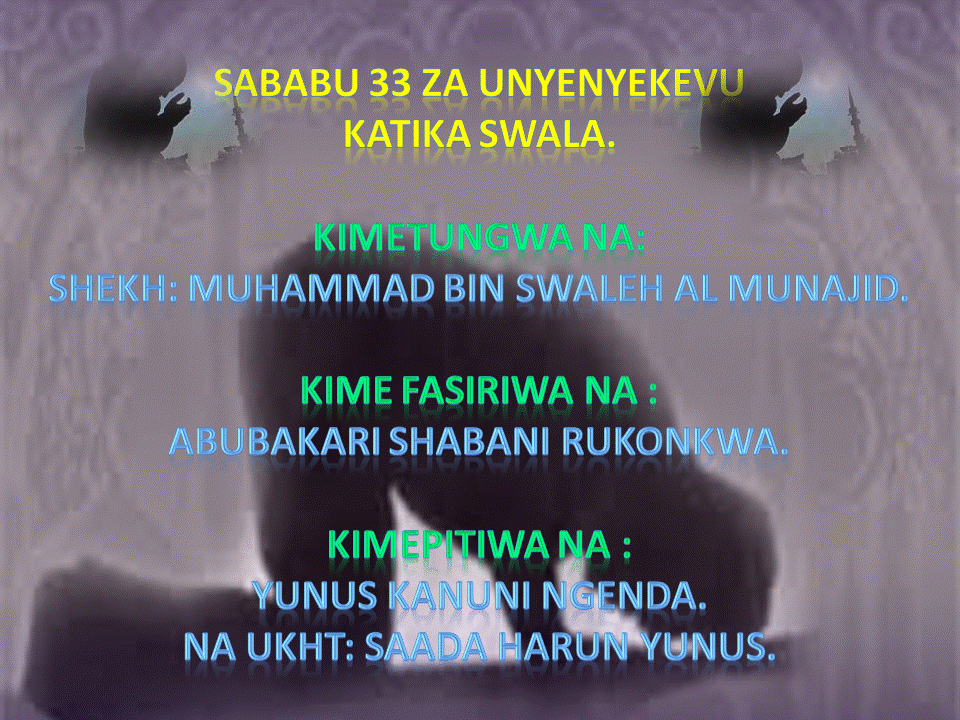 SABABU 33 ZA UNYENYEKEVU
KATIKA SWALA.
KIMETUNGWA NA:
SHEKH: MUHAMMAD BIN SWALEH AL MUNAJID.
KIME FASIRIWA NA :
ABUBAKARI SHABANI RUKONKWA.
KIMEPITIWA NA :
YUNUS KANUNI NGENDA.
NA UKHT: SAADA HARUN YUNUS.